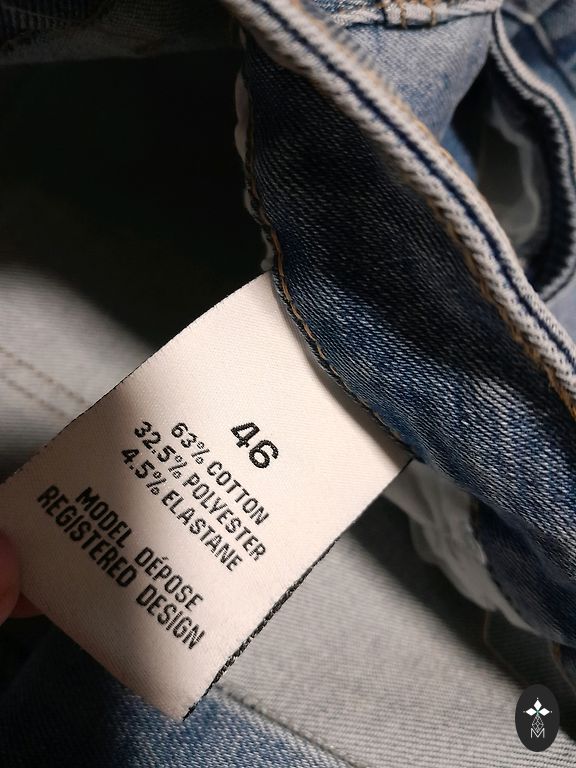 46
63% COTTON
32.5% POLYESTER
4.5% ELASTANE
MODEL DÉPOSE
REGISTERED DESIGN
M